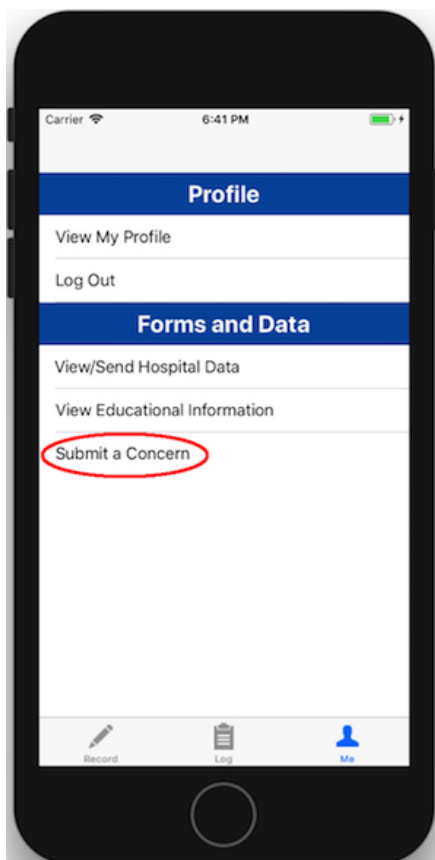 Carrier 6:41 PM
Profile
View My Profile
Log Out
Forms and Data
View/Send Hospital Data
View Educational Information
Submit a Concern
Record Log Me